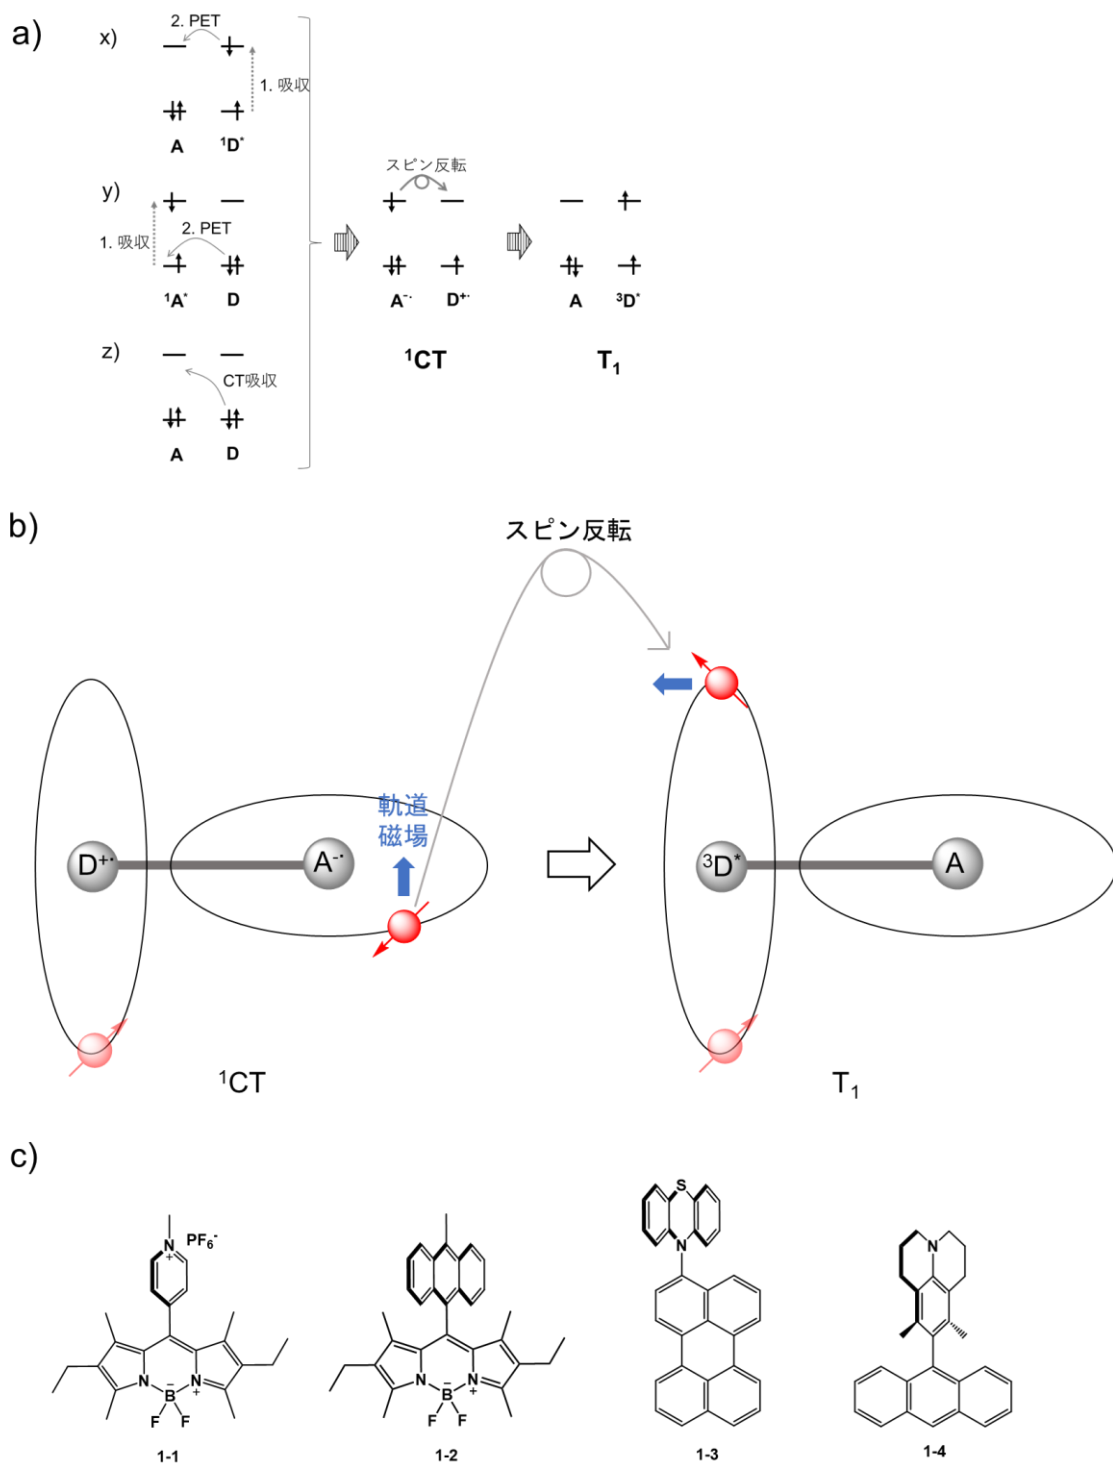 a)
x)
2. PET
1. 吸収
A
¹D*
y)
1. 吸収
2. PET
¹A*
D
z)
CT吸収
A
D
スピン反転
A⁻·
D⁺·
¹CT
A
³D*
T₁
b)
スピン反転
軌道
磁場
D⁺·
A⁻·
³D*
A
¹CT
T₁
c)
N
+
PF₆⁻
N
B
−
N
+
F
F
1-1
N
B
−
N
+
F
F
1-2
S
N
1-3
N
1-4